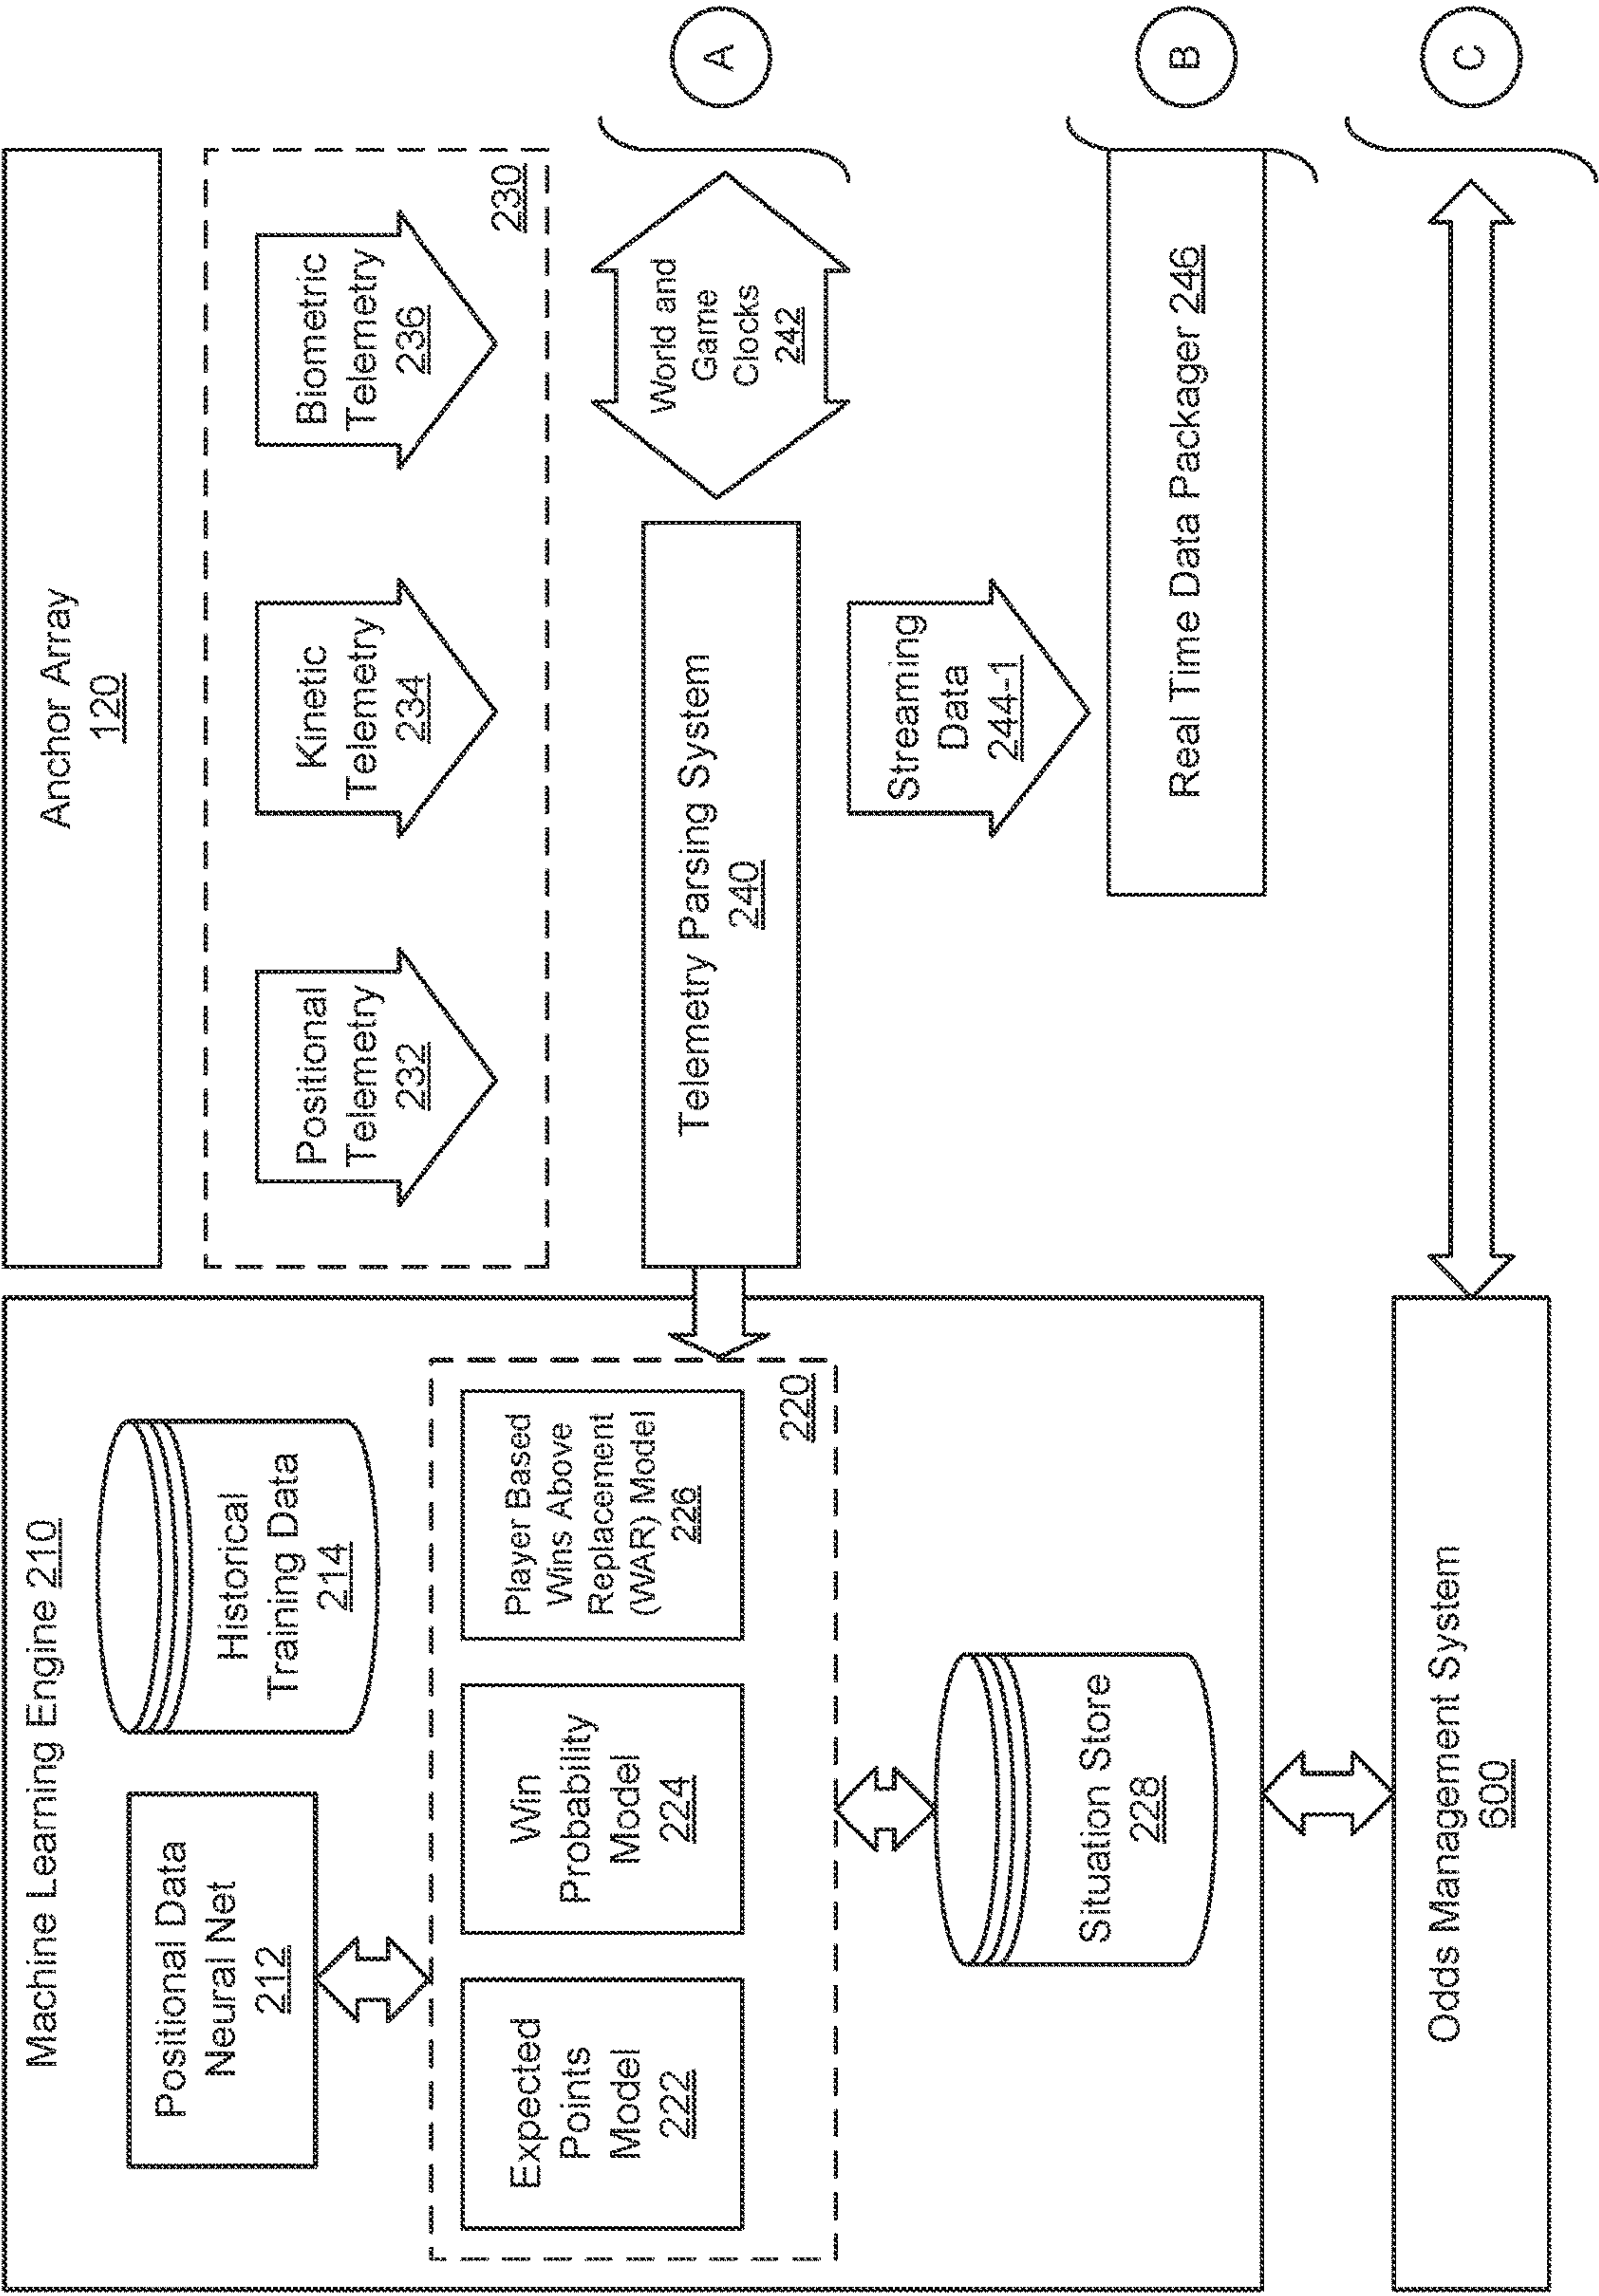 Machine Learning Engine 210
Positional Data
Neural Net
212
Historical
Training Data
214
Expected
Points
Model
222
Win
Probability
Model
224
Player Based
Wins Above
Replacement
(WAR) Model
226
220
Situation Store
228
Odds Management System
600
Anchor Array
120
Positional
Telemetry
232
Kinetic
Telemetry
234
Biometric
Telemetry
236
230
Telemetry Parsing System
240
World and
Game
Clocks
242
A
Streaming
Data
244-1
Real Time Data Packager 246
B
C